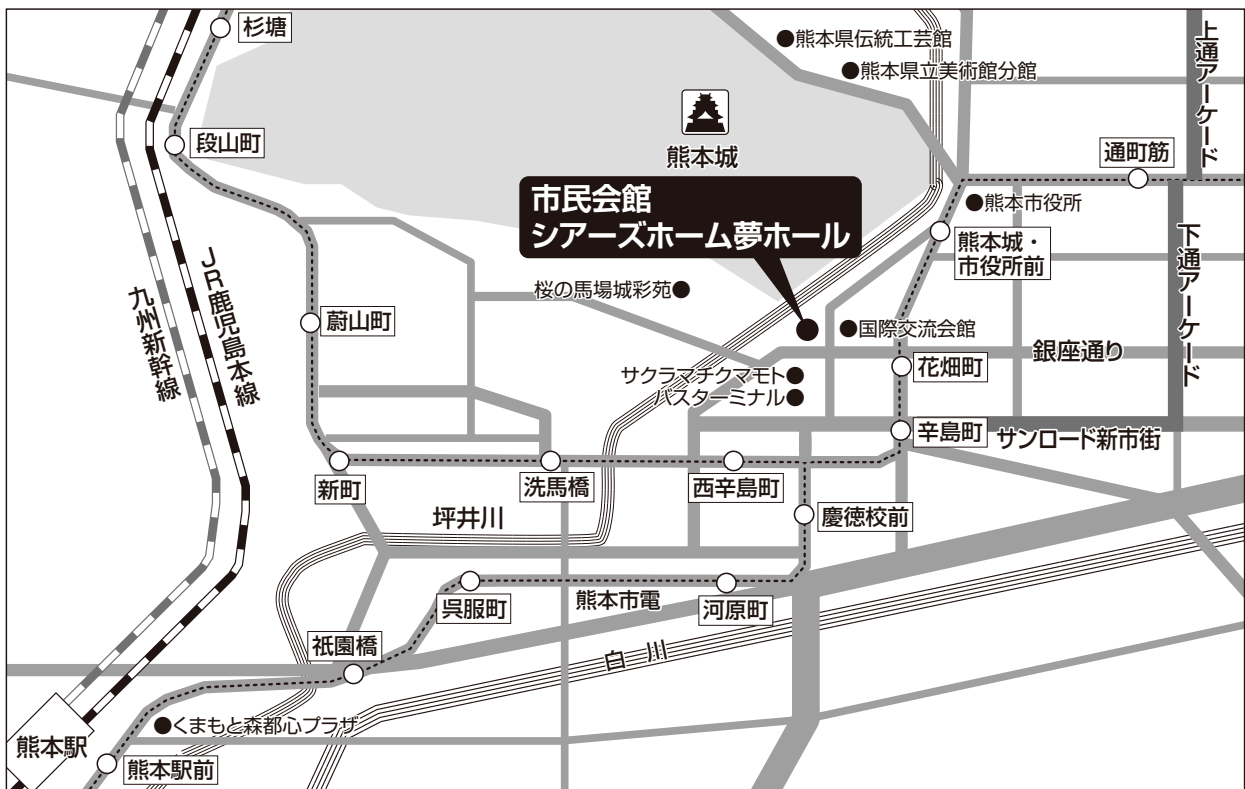 杉塘
●熊本県伝統工芸館
●熊本県立美術館分館
上通アーケード
段山町
熊本城
通町筋
市民会館
シアーズホーム夢ホール
●熊本市役所
熊本城・
市役所前
下通アーケード
JR鹿児島本線
九州新幹線
桜の馬場城彩苑●
蔚山町
●国際交流会館
銀座通り
サクラマチクマモト●
バスターミナル●
花畑町
辛島町
サンロード新市街
新町
洗馬橋
西辛島町
坪井川
慶徳校前
呉服町
熊本市電
河原町
祇園橋
白川
●くまもと森都心プラザ
熊本駅
熊本駅前